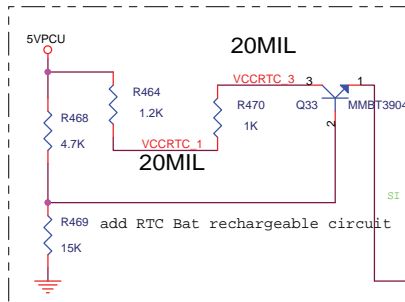 20MIL
5VPCU
VCCRTC_3
3
1
R464
1.2K
R470
1K
Q33
MMBT3904
R468
4.7K
VCCRTC_1
20MIL
2
SI
R469
15K
add RTC Bat rechargeable circuit